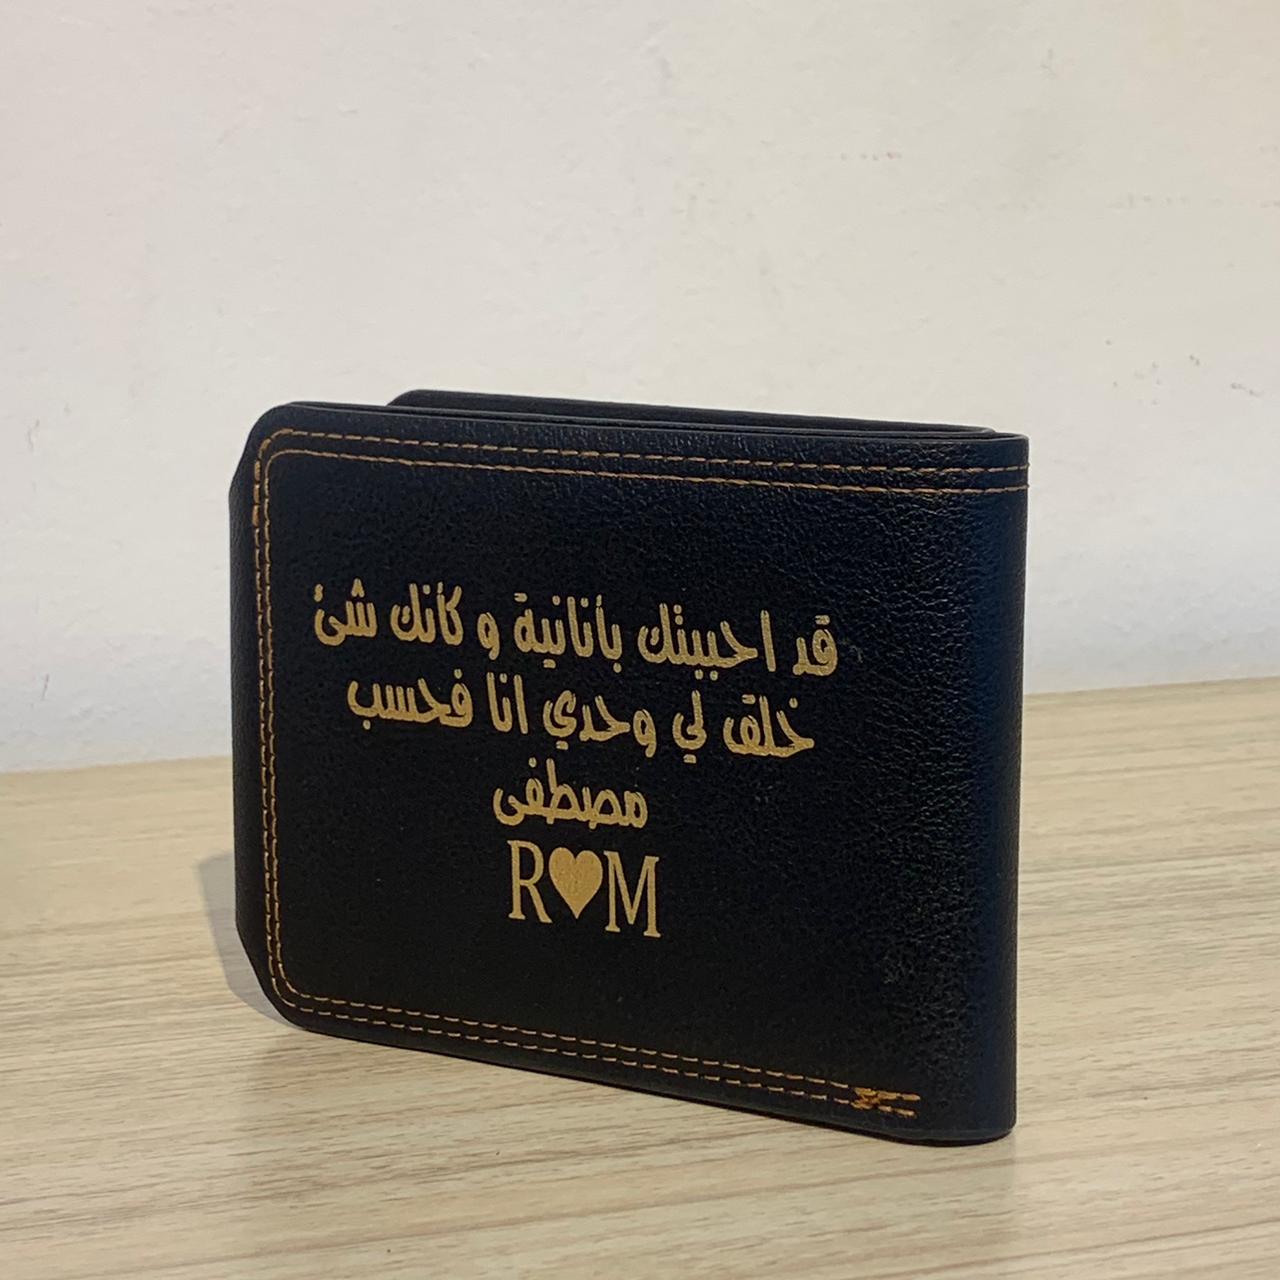 قد احببتك بأنانية و كأنك شئ
خلق لي وحدي انا فحسب
مصطفى
R♥M